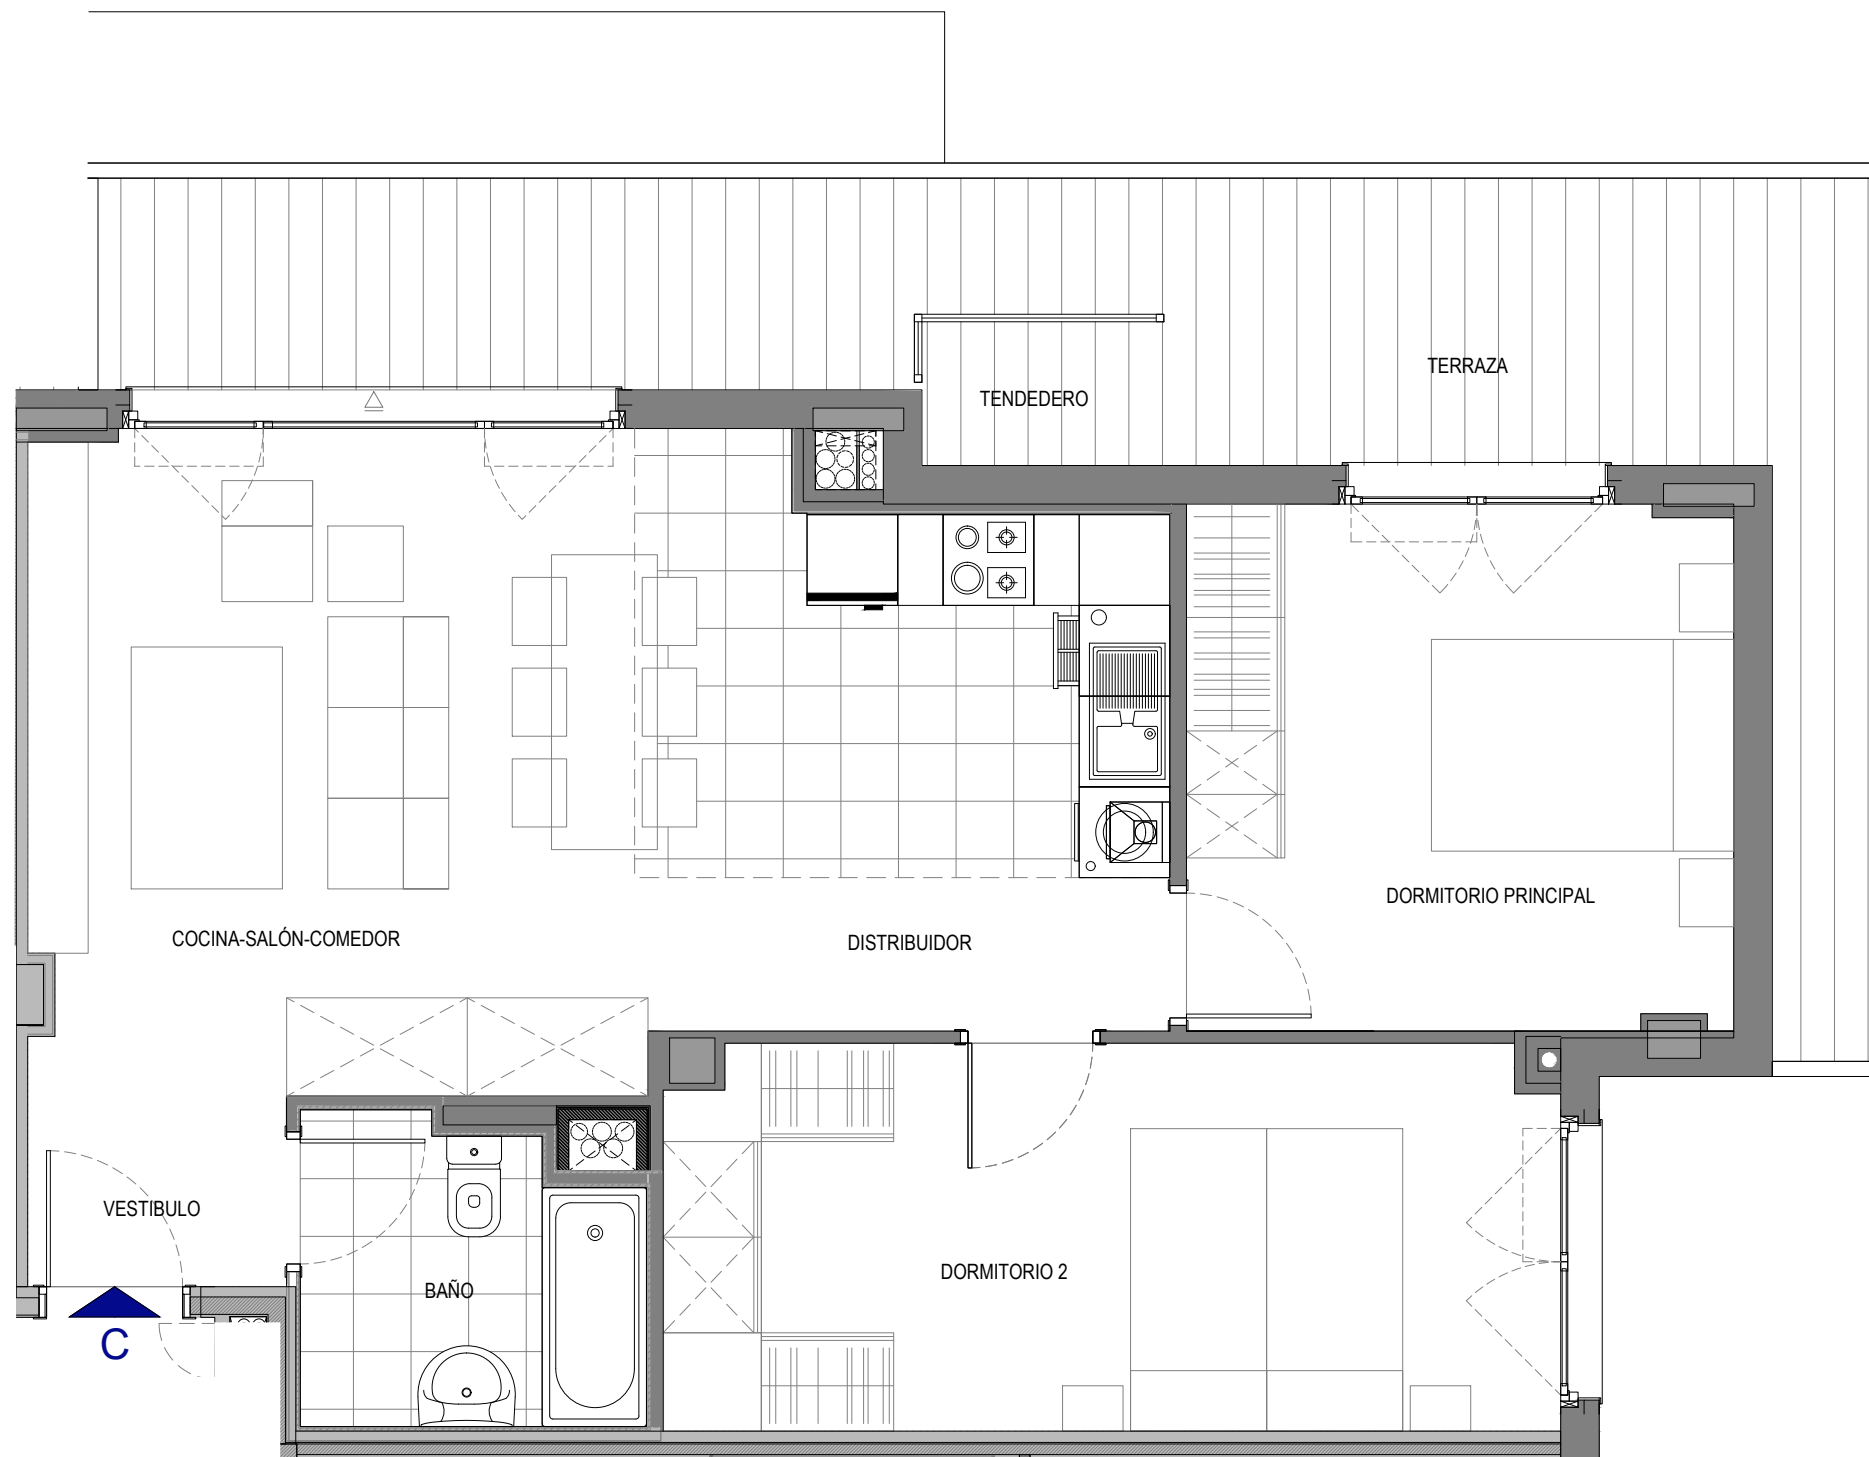 TERRAZA
TENDEDERO
DORMITORIO PRINCIPAL
COCINA-SALÓN-COMEDOR
DISTRIBUIDOR
VESTIBULO
BAÑO
DORMITORIO 2
C